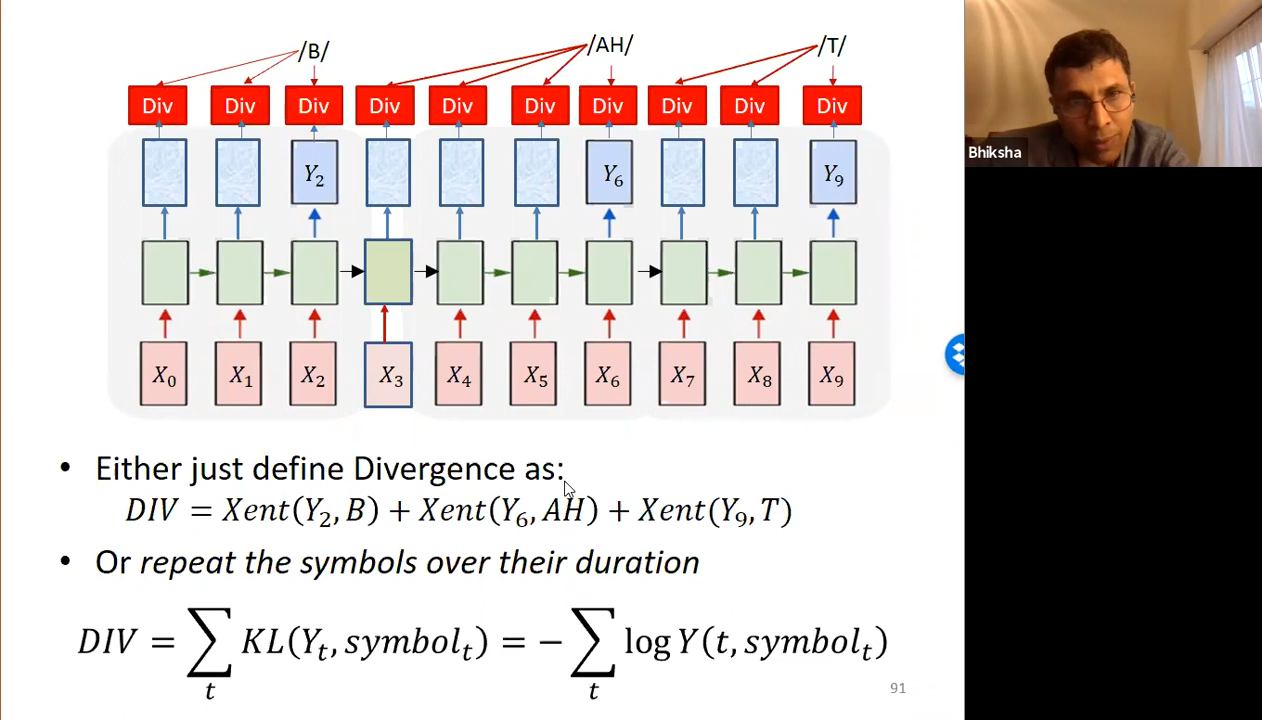 /B/ /AH/ /T/
Div Div Div Div Div Div Div Div Div Div
Y₂ Y₆ Y₉
X₀ X₁ X₂ X₃ X₄ X₅ X₆ X₇ X₈ X₉
• Either just define Divergence as:
DIV = Xent(Y₂, B) + Xent(Y₆, AH) + Xent(Y₉, T)
• Or repeat the symbols over their duration
DIV = ∑ₜ KL(Yₜ, symbolₜ) = − ∑ₜ log Y(t, symbolₜ)
91
Bhiksha